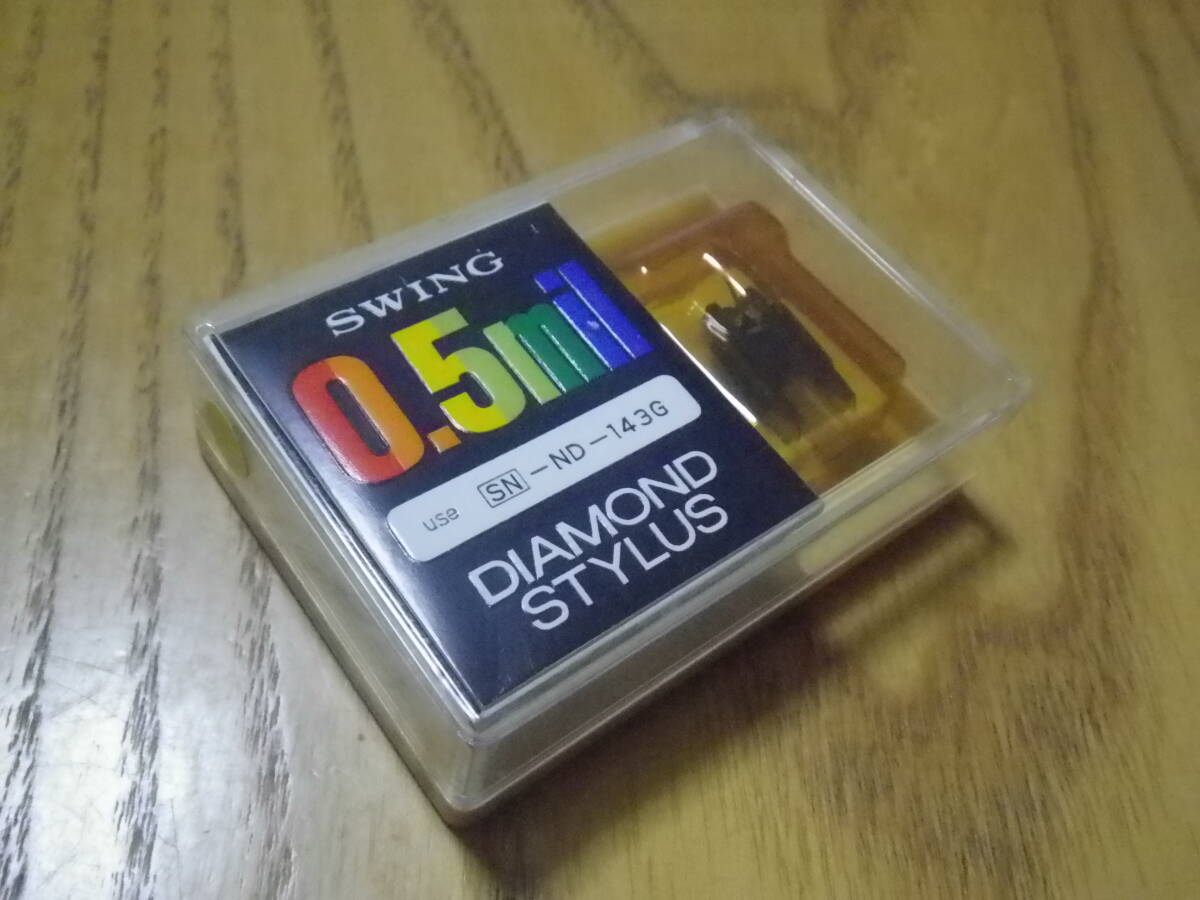 SWING
0.5mil
use SN-ND-143G
DIAMOND
STYLUS